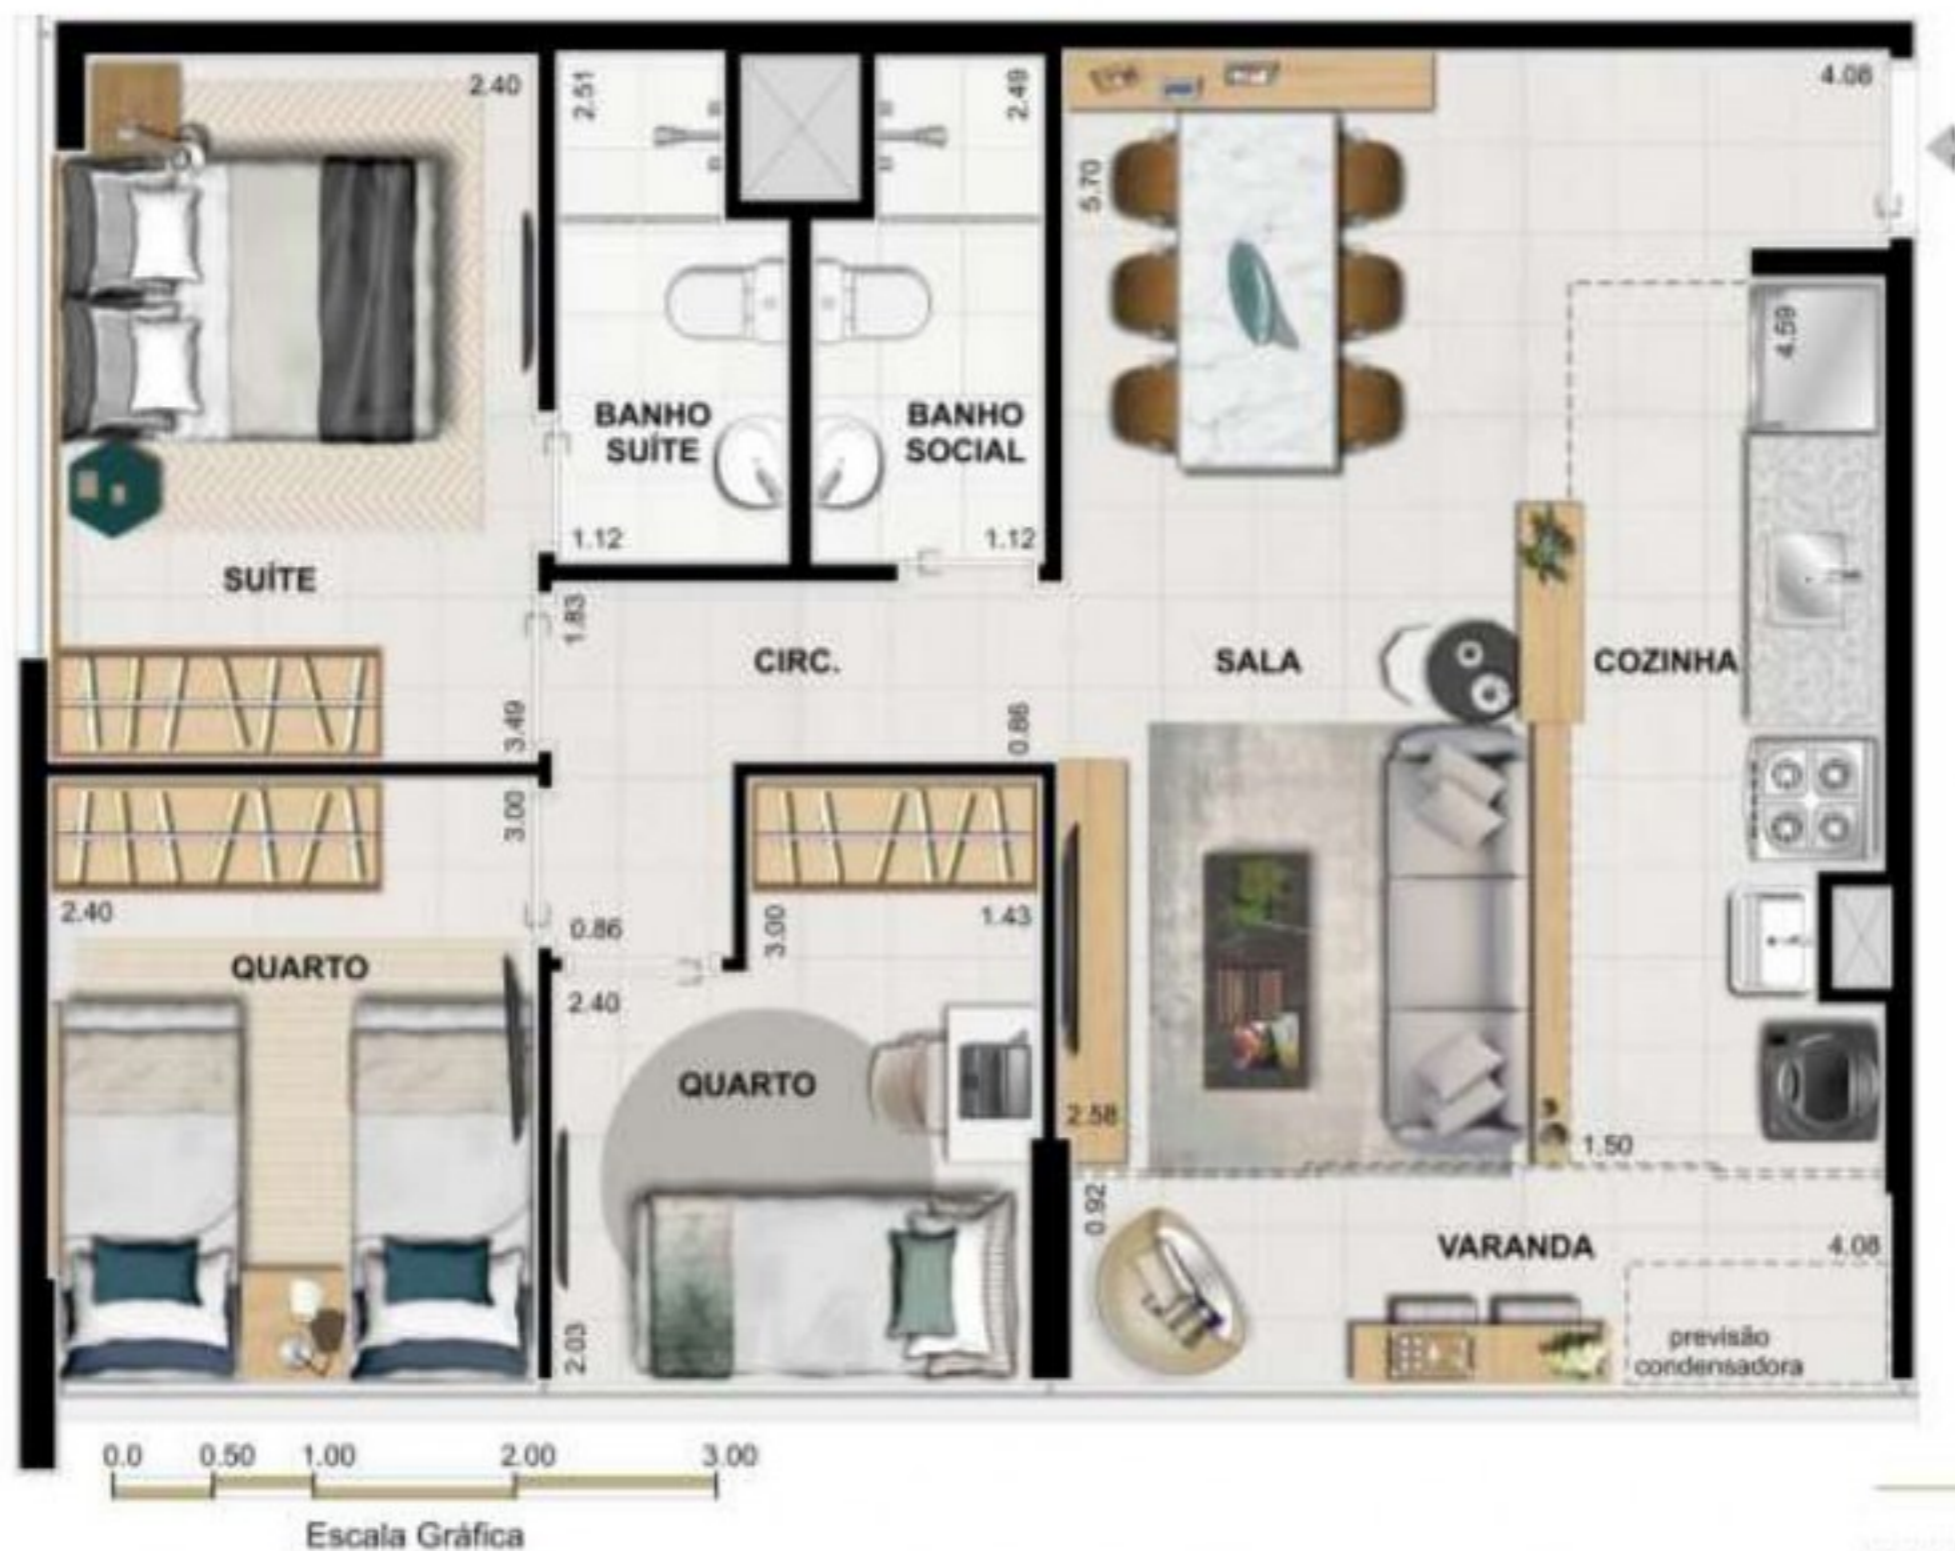 2.40
2.51
2.49
4.08
5.70
4.59
BANHO
SUÍTE
BANHO
SOCIAL
1.12
1.12
SUÍTE
1.83
CIRC.
SALA
COZINHA
3.49
0.86
3.00
2.40
0.86
3.00
1.43
QUARTO
2.40
QUARTO
2.58
1.50
0.92
VARANDA
4.08
2.03
previsão
condensadora
0.0 0.50 1.00 2.00 3.00
Escala Gráfica